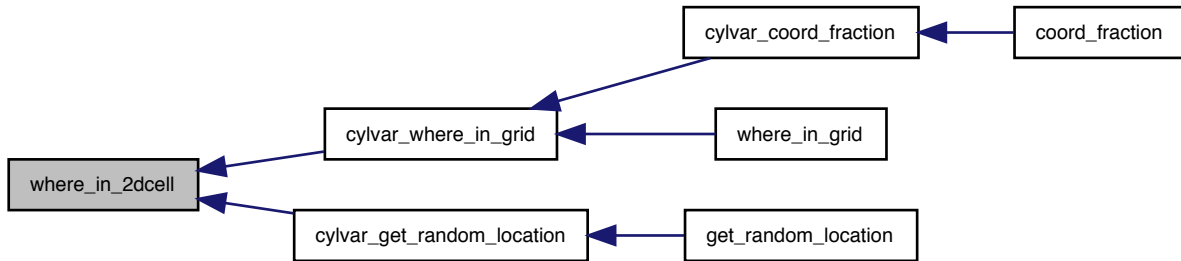 cylvar_coord_fraction
coord_fraction
cylvar_where_in_grid
where_in_grid
where_in_2dcell
cylvar_get_random_location
get_random_location